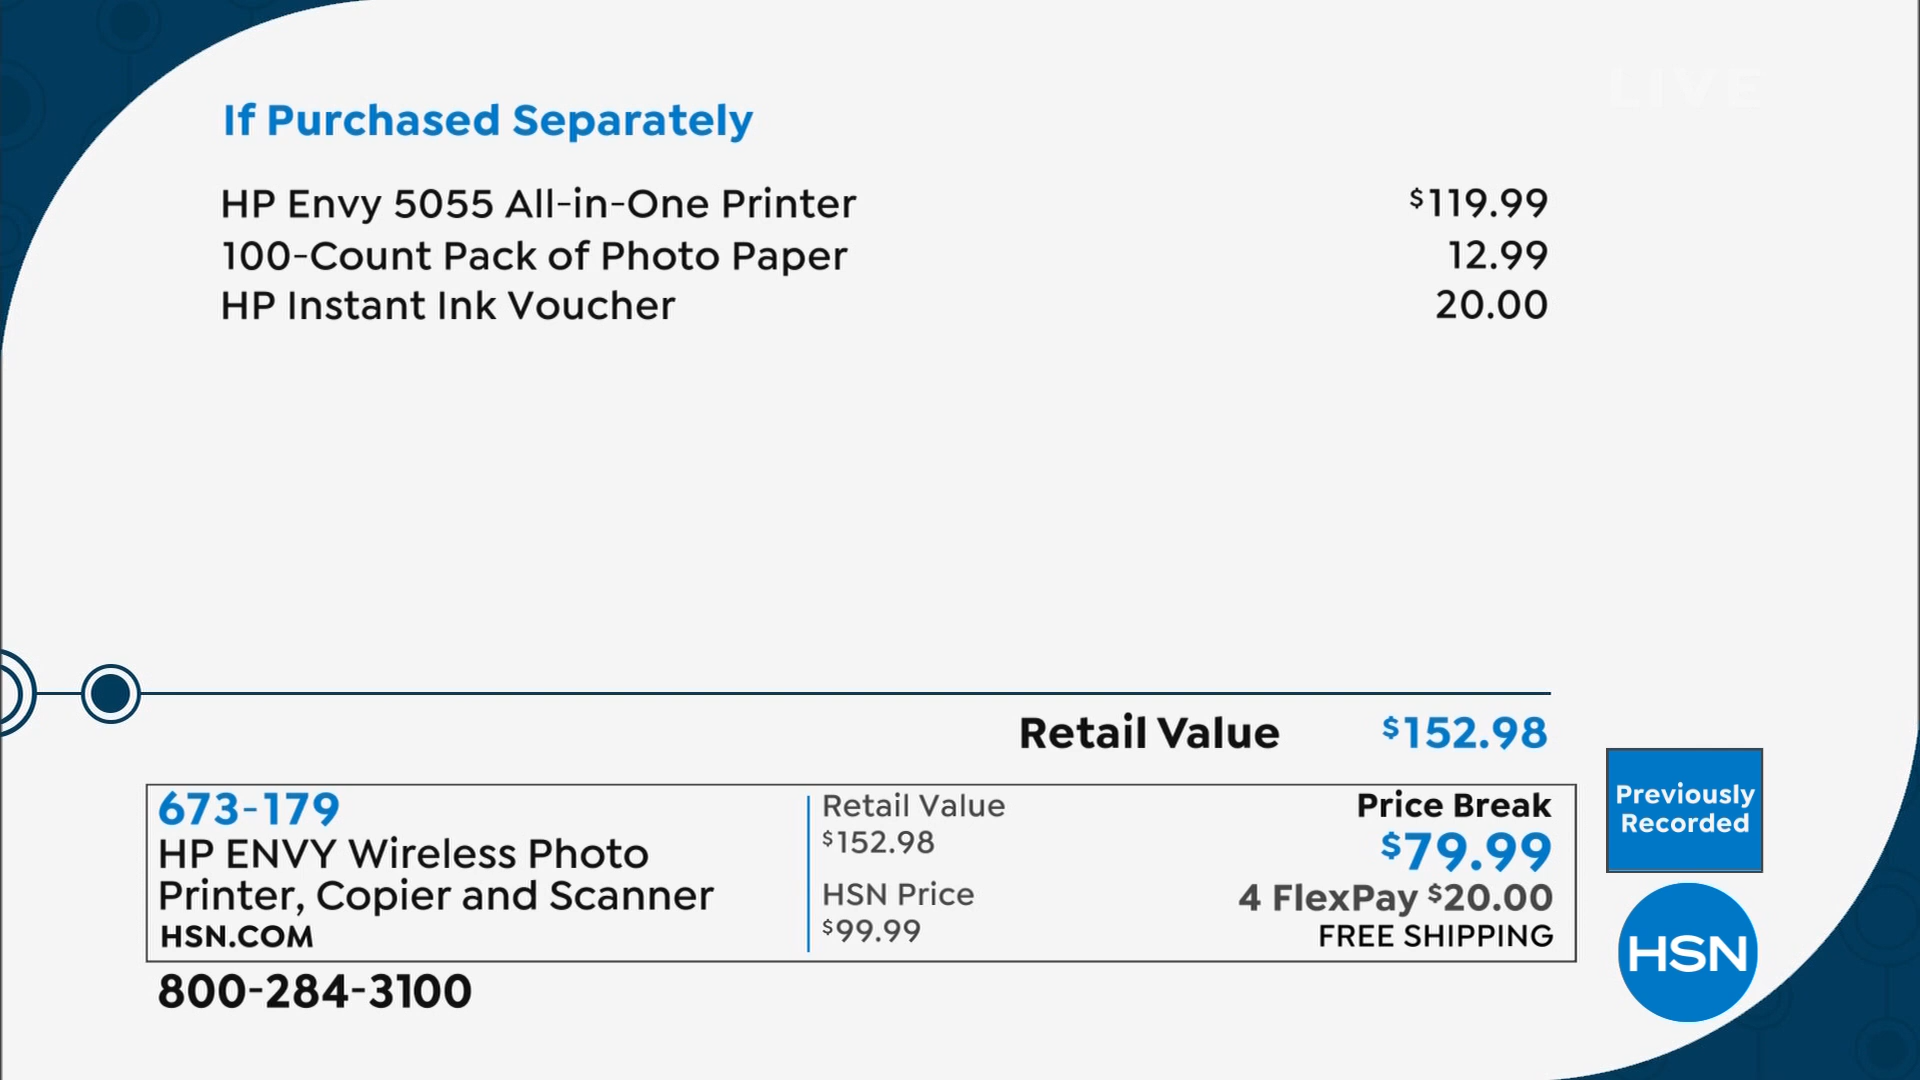 LIVE
If Purchased Separately
HP Envy 5055 All-in-One Printer $119.99
100-Count Pack of Photo Paper 12.99
HP Instant Ink Voucher 20.00
Retail Value $152.98
673-179
HP ENVY Wireless Photo
Printer, Copier and Scanner
HSN.COM
Retail Value
$152.98
HSN Price
$99.99
Price Break
$79.99
4 FlexPay $20.00
FREE SHIPPING
800-284-3100
Previously
Recorded
HSN